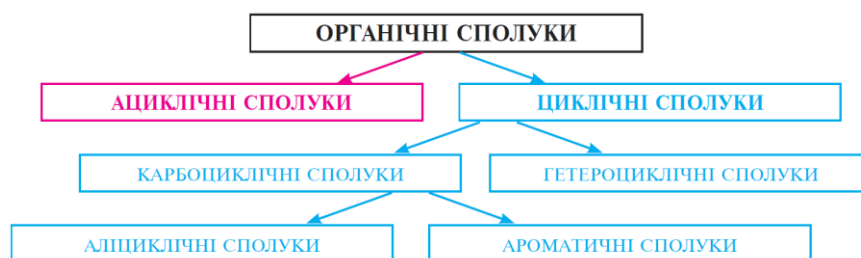 ОРГАНІЧНІ СПОЛУКИ
АЦИКЛІЧНІ СПОЛУКИ
ЦИКЛІЧНІ СПОЛУКИ
КАРБОЦИКЛІЧНІ СПОЛУКИ
ГЕТЕРОЦИКЛІЧНІ СПОЛУКИ
АЛІЦИКЛІЧНІ СПОЛУКИ
АРОМАТИЧНІ СПОЛУКИ